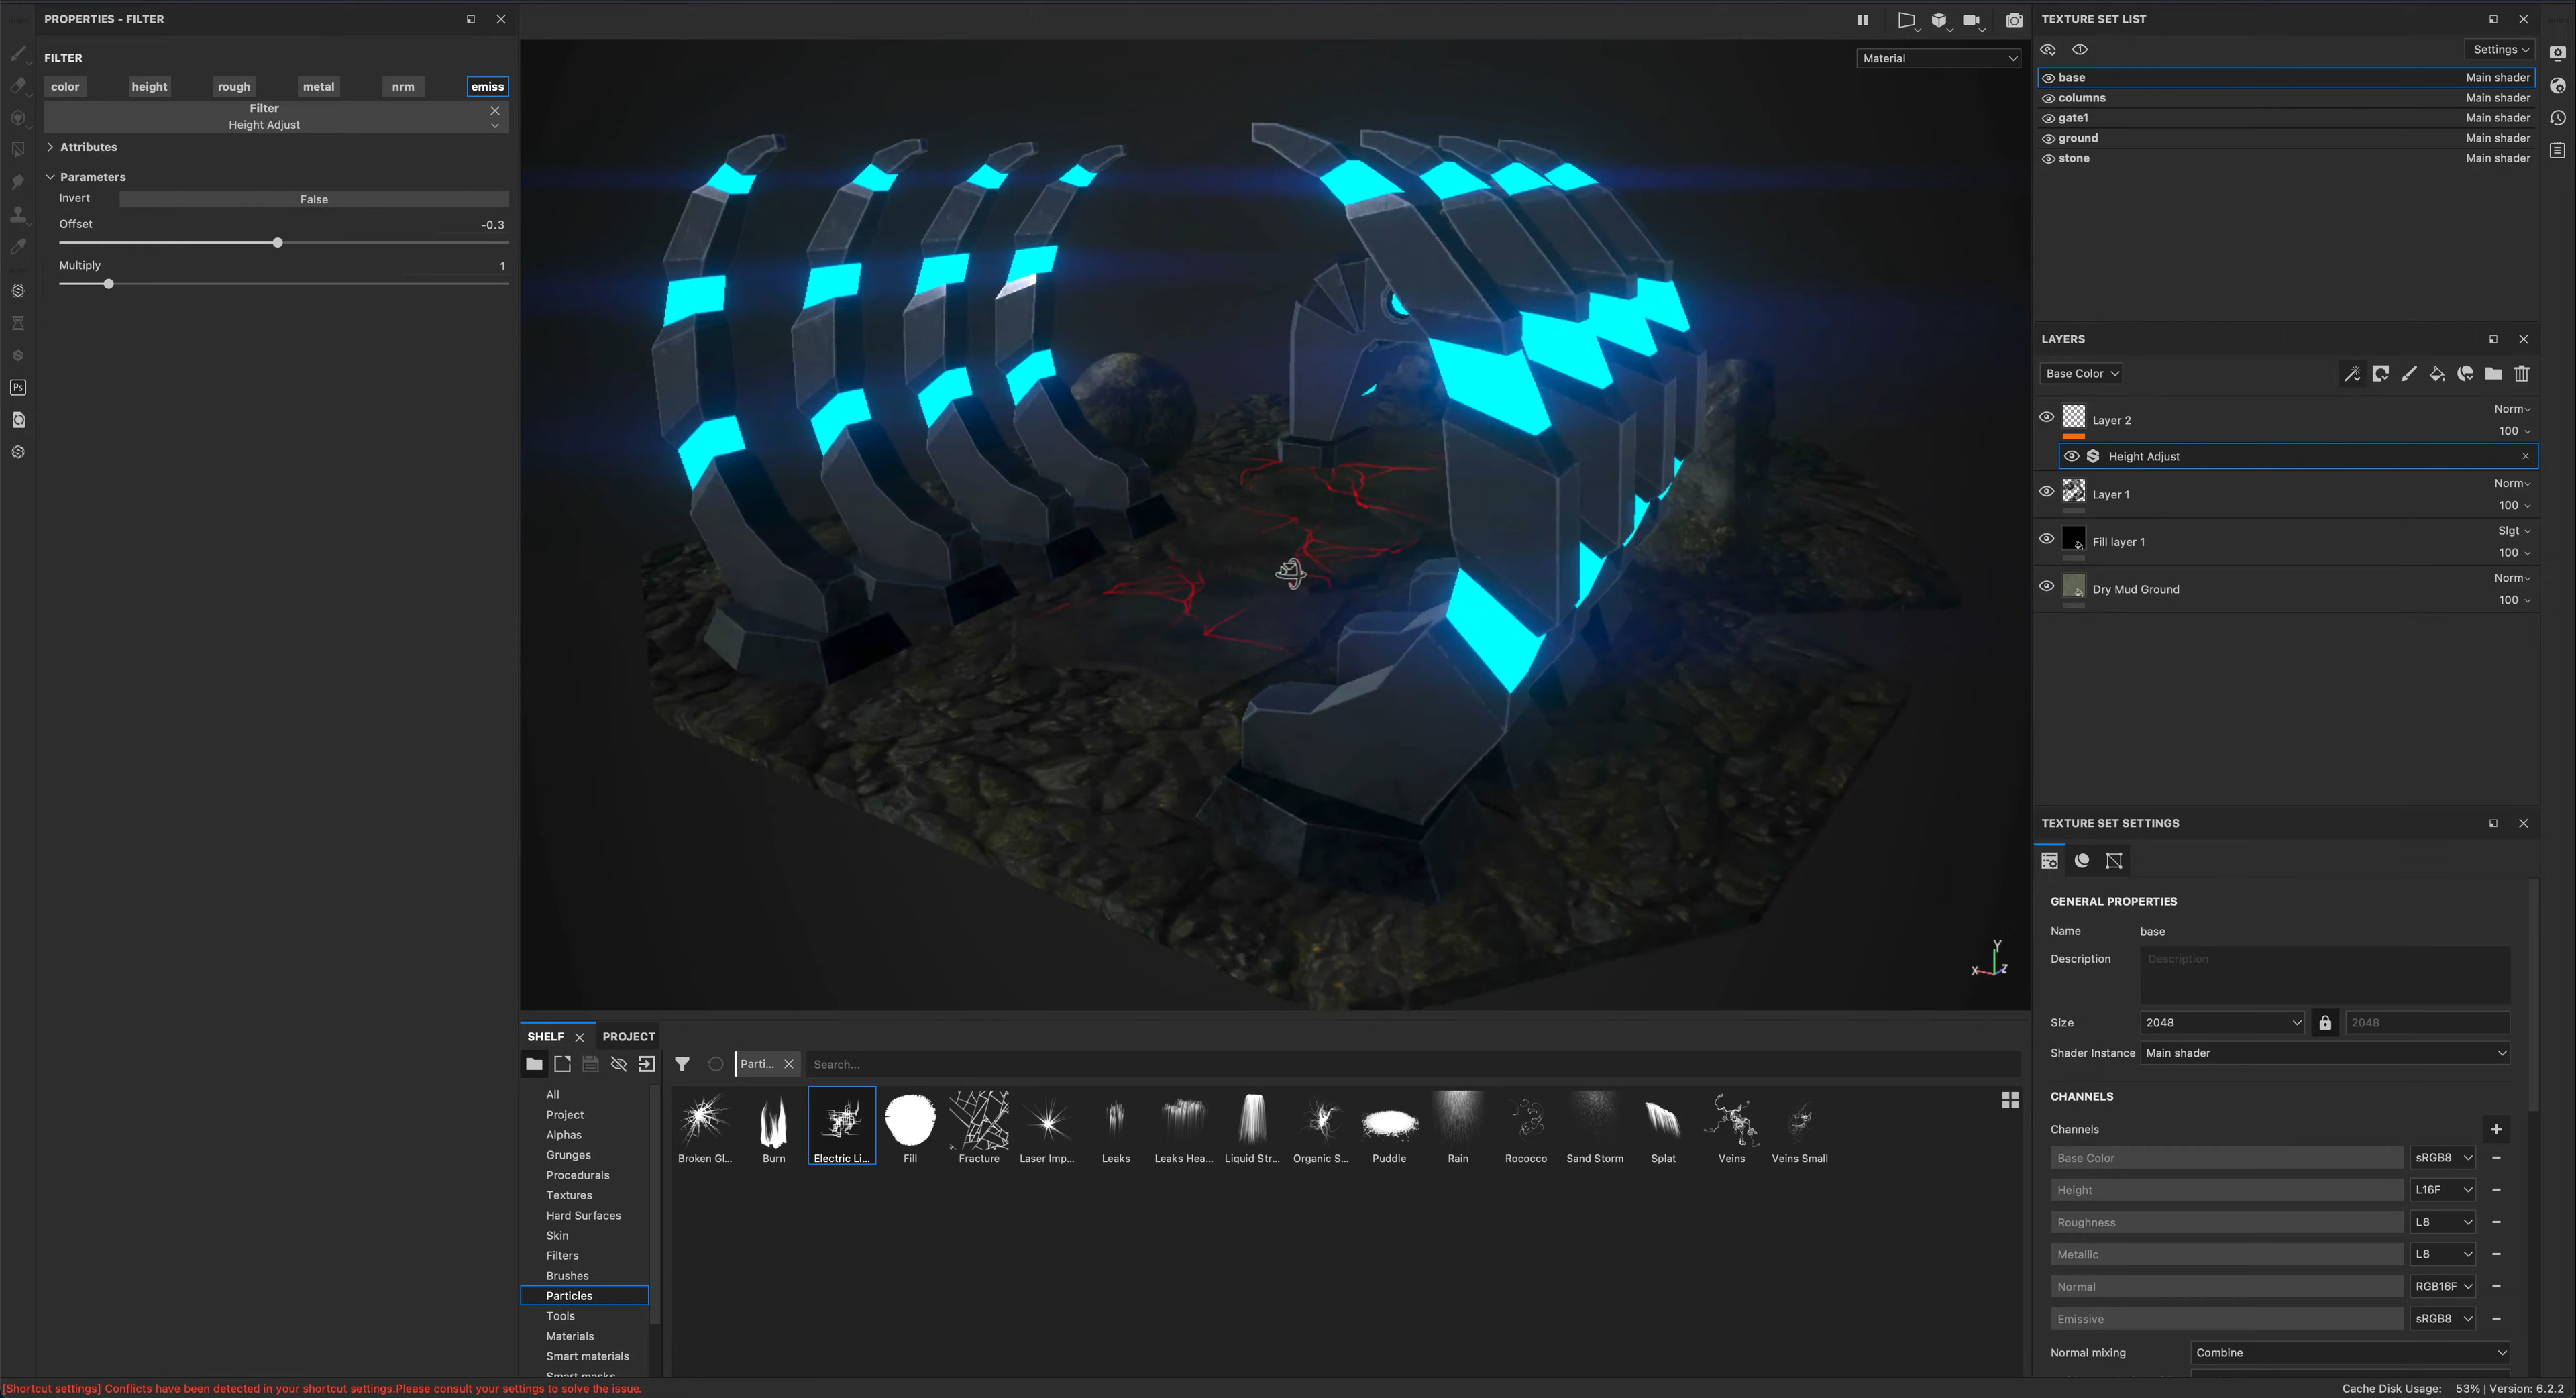 PROPERTIES - FILTER
FILTER
color height rough metal nrm emiss
Filter
Height Adjust
Attributes
Parameters
Invert False
Offset -0.3
Multiply 1
Ps
Material
Y
X Z
TEXTURE SET LIST
Settings
base Main shader
columns Main shader
gate1 Main shader
ground Main shader
stone Main shader
LAYERS
Base Color
Layer 2 Norm 100
Height Adjust
Layer 1 Norm 100
Fill layer 1 Slgt 100
Dry Mud Ground Norm 100
TEXTURE SET SETTINGS
GENERAL PROPERTIES
Name base
Description Description
Size 2048 2048
Shader Instance Main shader
CHANNELS
Channels
Base Color sRGB8
Height L16F
Roughness L8
Metallic L8
Normal RGB16F
Emissive sRGB8
Normal mixing Combine
SHELF PROJECT
Parti... Search...
All
Project
Alphas
Grunges
Procedurals
Textures
Hard Surfaces
Skin
Filters
Brushes
Particles
Tools
Materials
Smart materials
Smart masks
Broken Gl... Burn Electric Li... Fill Fracture Laser Imp... Leaks Leaks Hea... Liquid Str... Organic S... Puddle Rain Rococco Sand Storm Splat Veins Veins Small
[Shortcut settings] Conflicts have been detected in your shortcut settings.Please consult your settings to solve the issue.
Cache Disk Usage: 53% | Version: 6.2.2